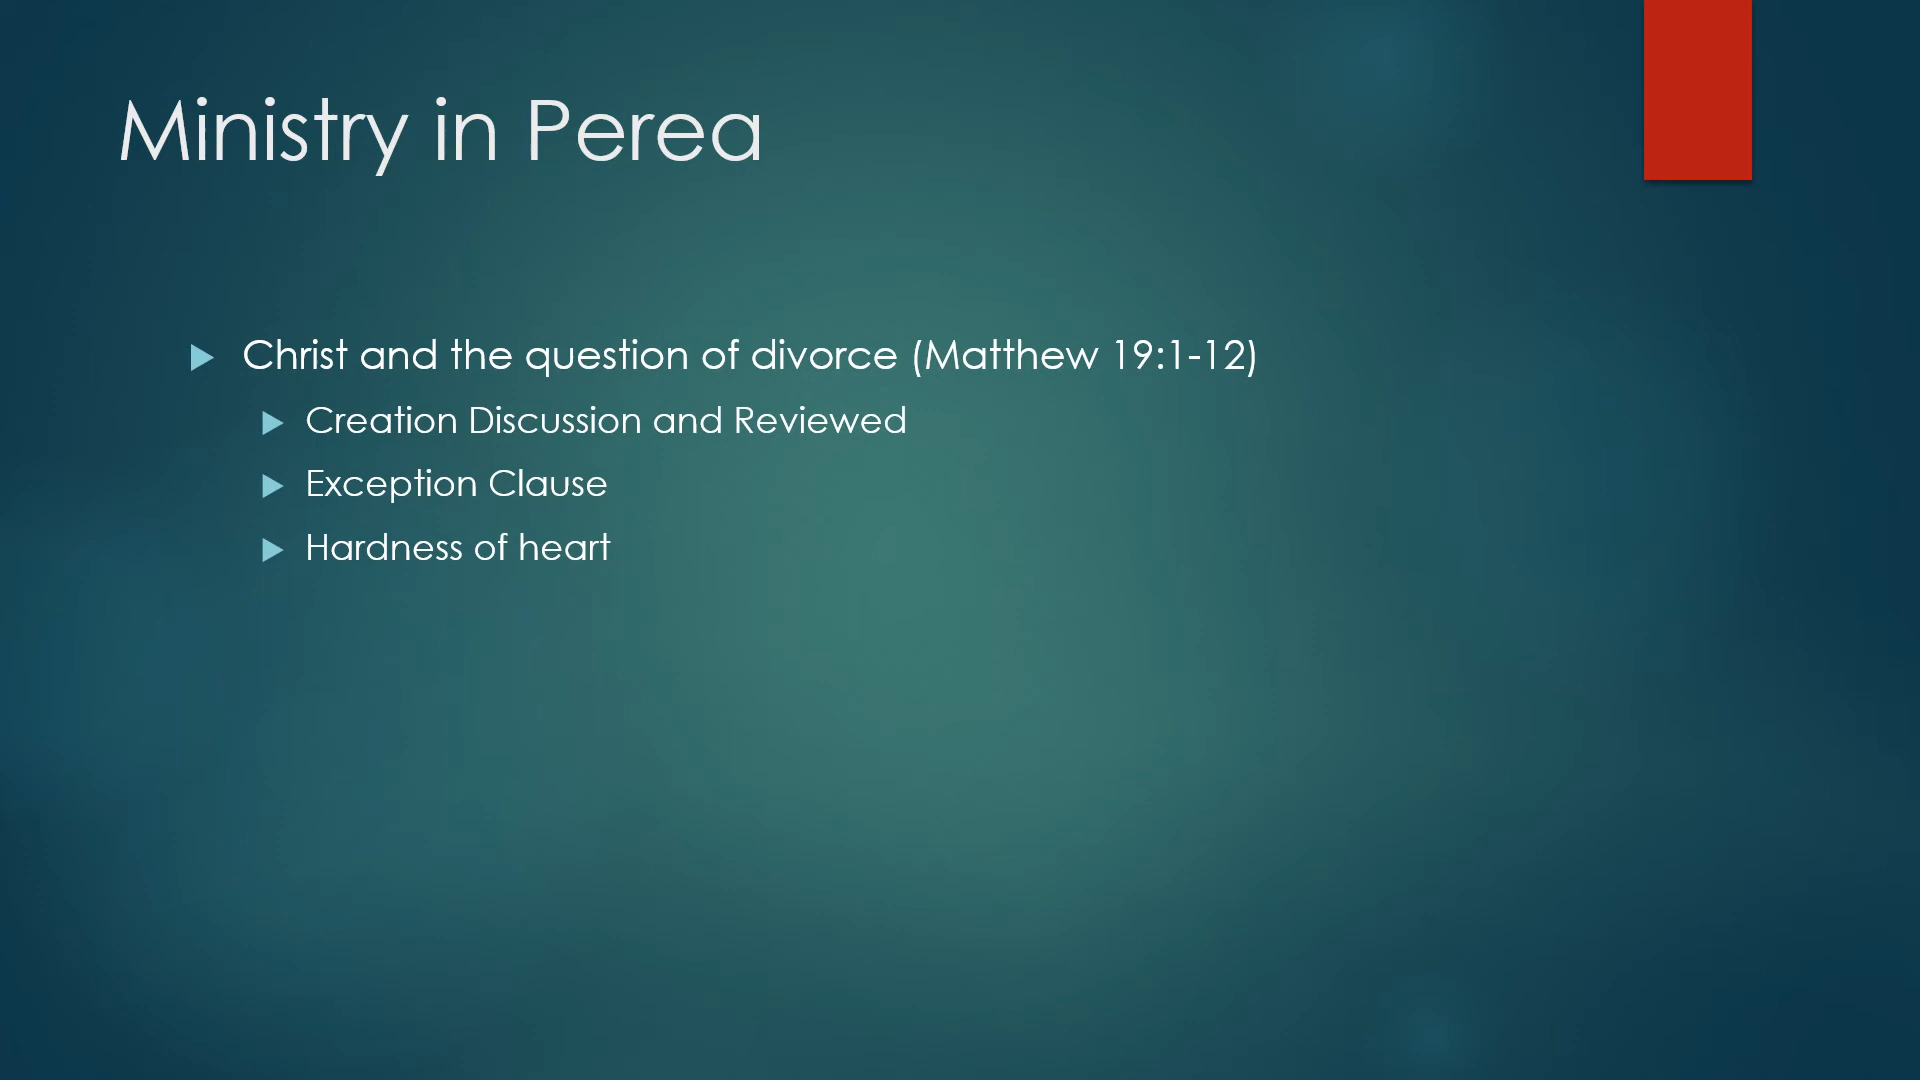 Ministry in Perea
Christ and the question of divorce (Matthew 19:1-12)
Creation Discussion and Reviewed
Exception Clause
Hardness of heart